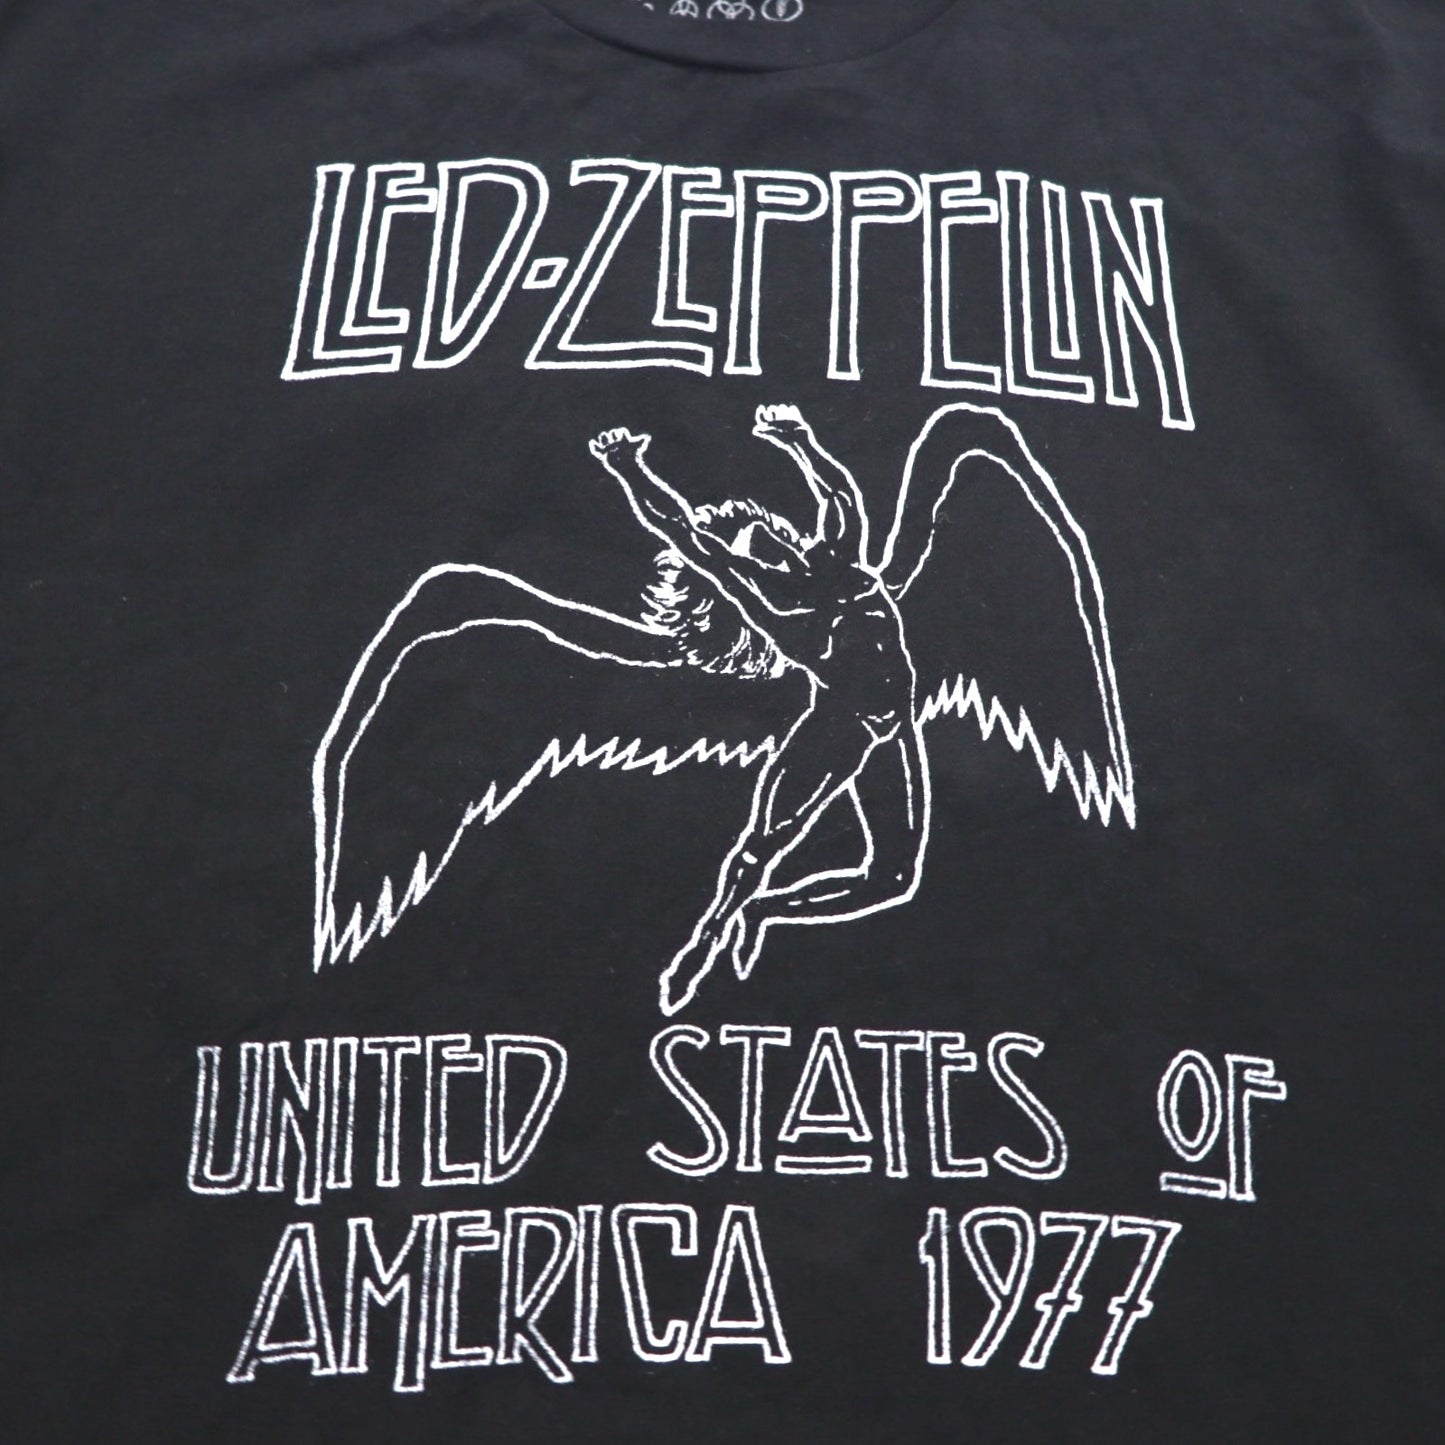 LED-ZEPPELIN
UNITED STATES OF
AMERICA 1977